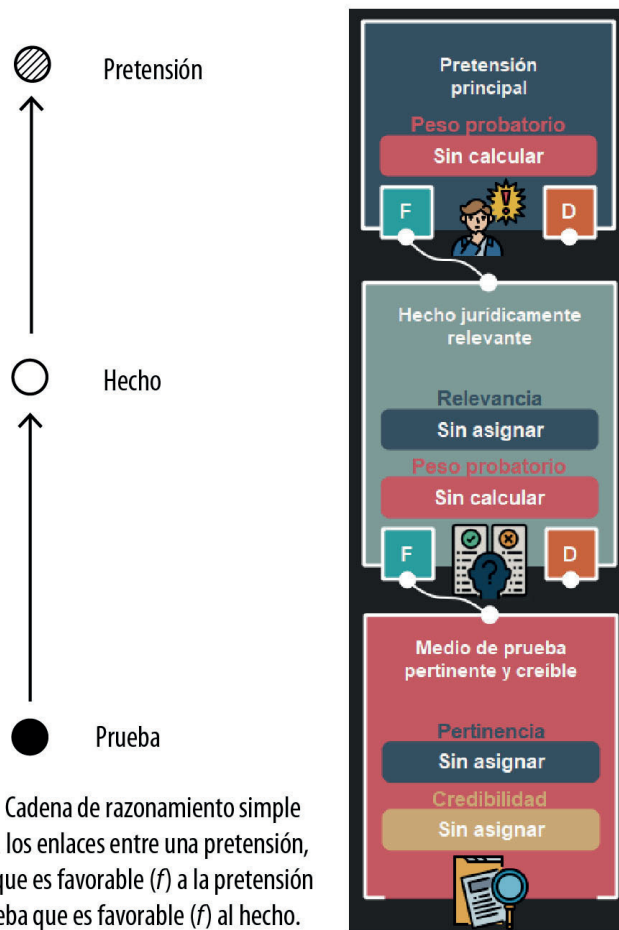 Pretensión
Hecho
Prueba
Cadena de razonamiento simple
los enlaces entre una pretensión,
que es favorable (f) a la pretensión
que es favorable (f) al hecho.
Pretensión
principal
Peso probatorio
Sin calcular
F
D
Hecho jurídicamente
relevante
Relevancia
Sin asignar
Peso probatorio
Sin calcular
F
D
Medio de prueba
pertinente y creíble
Pertinencia
Sin asignar
Credibilidad
Sin asignar